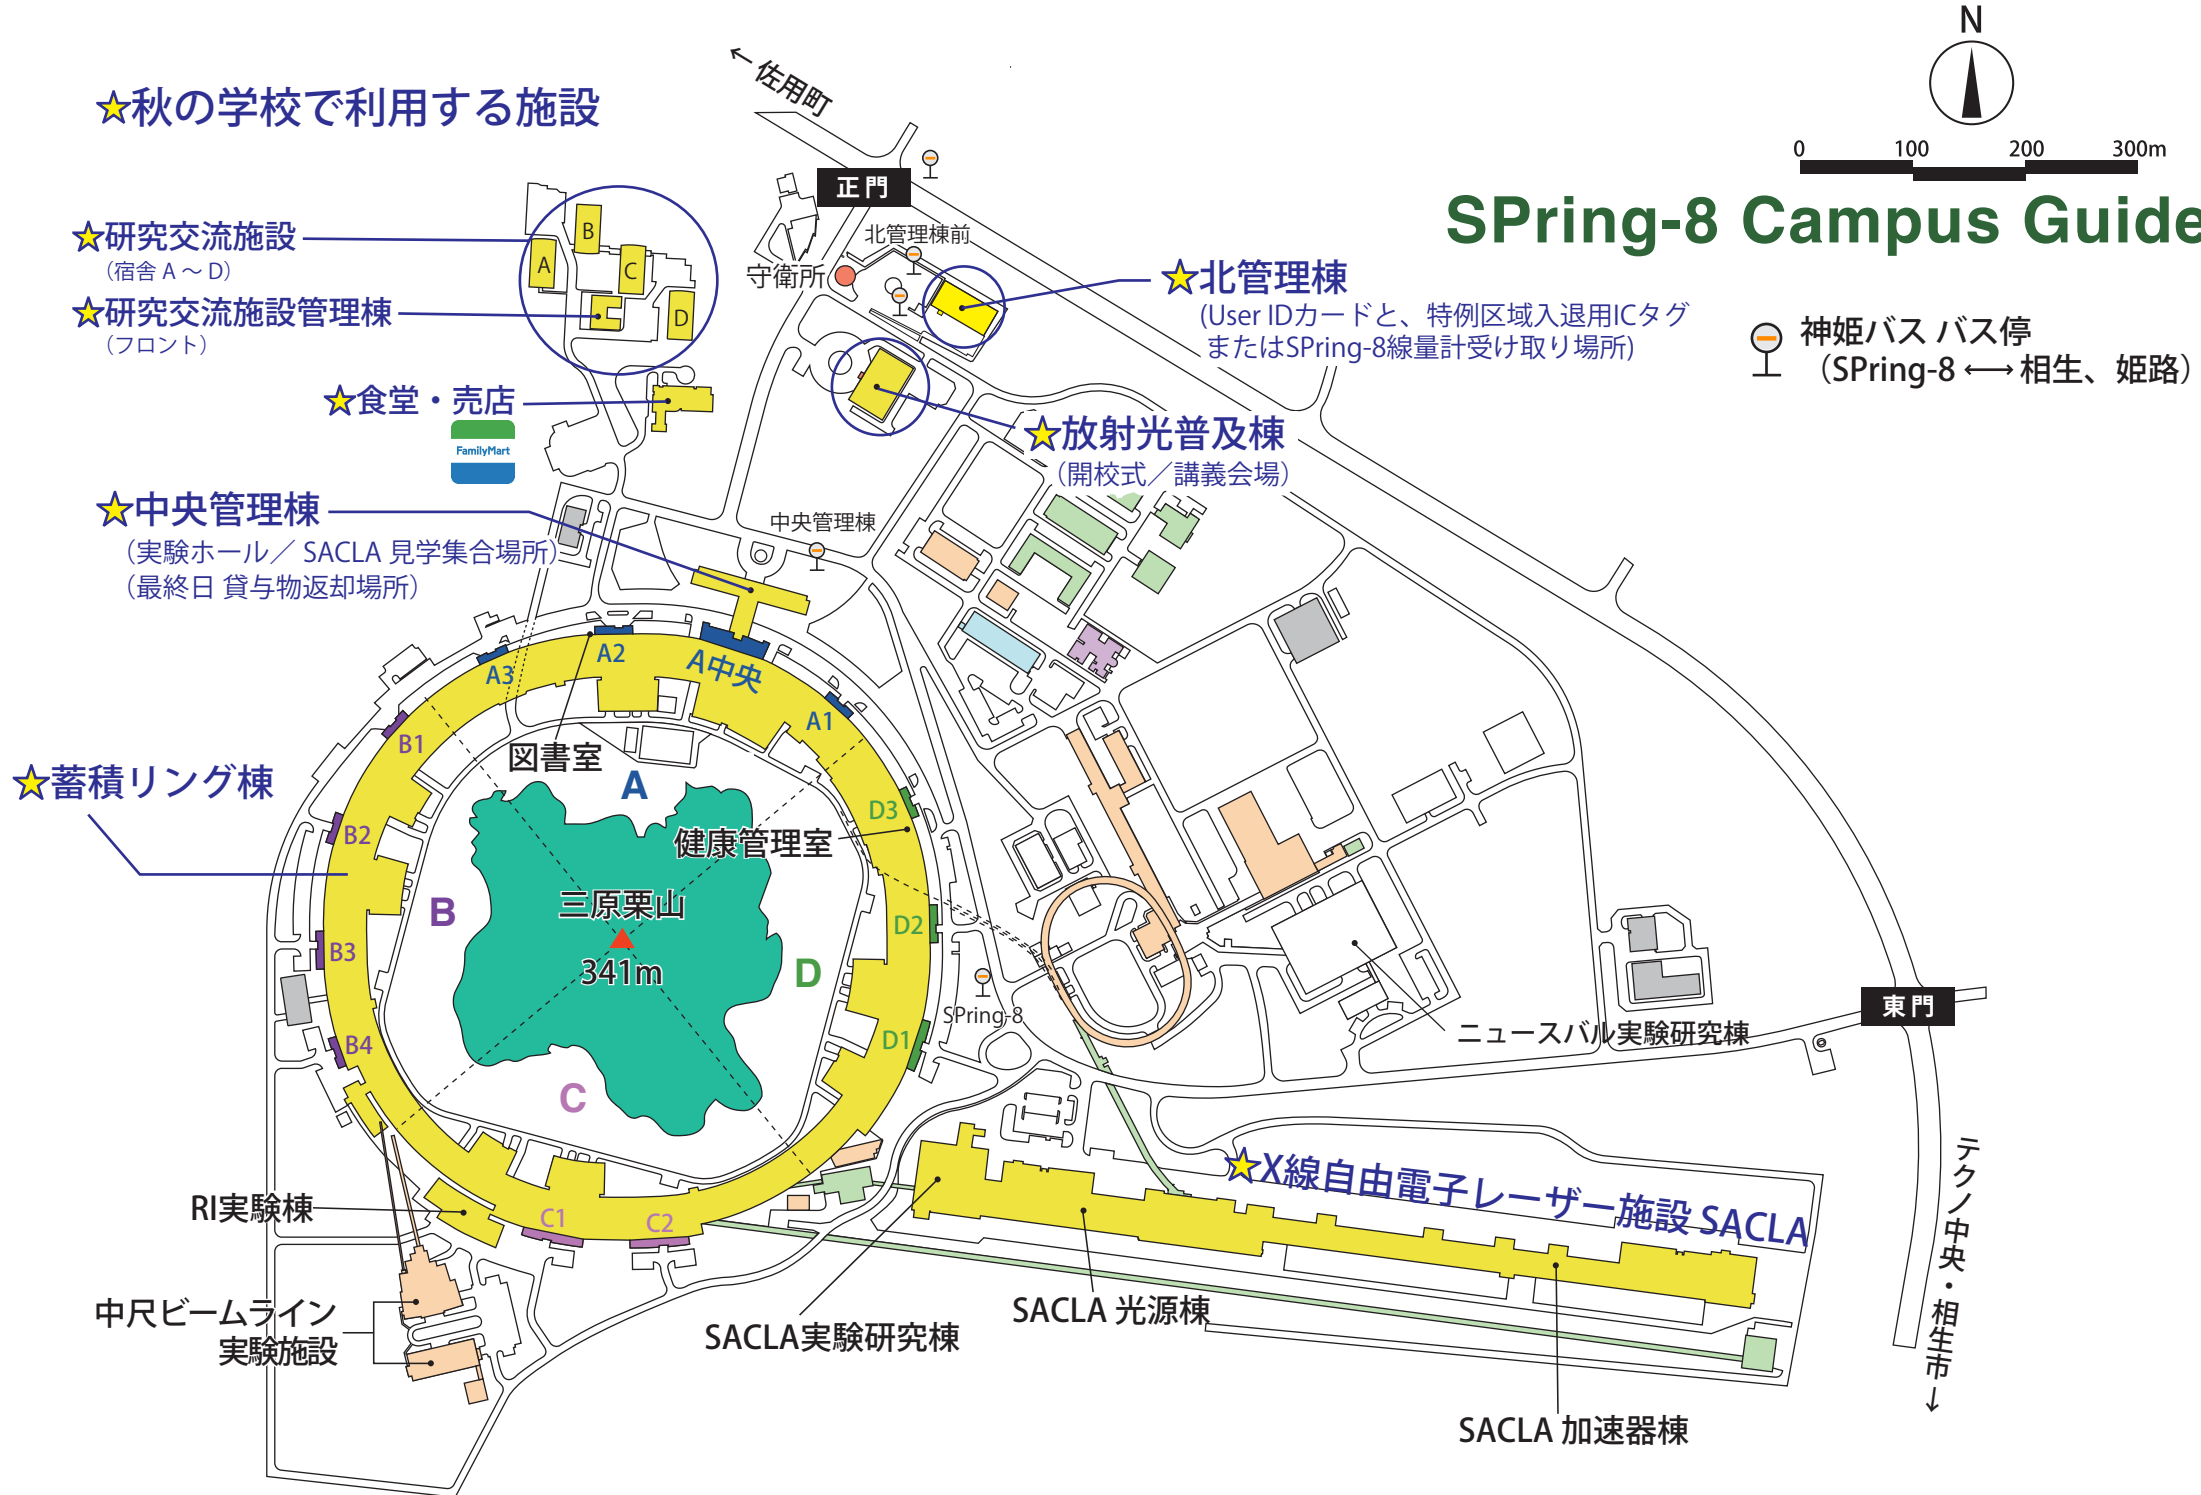 N
0 100 200 300m
SPring-8 Campus Guide
神姫バス バス停
（SPring-8 ⟷ 相生、姫路）
☆秋の学校で利用する施設
← 佐用町
正門
☆研究交流施設
（宿舎 A ～ D）
☆研究交流施設管理棟
（フロント）
A
B
C
D
北管理棟前
守衛所
☆北管理棟
(User IDカードと、特例区域入退用ICタグ
またはSPring-8線量計受け取り場所)
☆食堂・売店
FamilyMart
☆放射光普及棟
（開校式／講義会場）
☆中央管理棟
（実験ホール／ SACLA 見学集合場所）
（最終日 貸与物返却場所）
中央管理棟
A3
A2
A中央
A1
B1
図書室
A
☆蓄積リング棟
B2
D3
健康管理室
三原栗山
341m
B
D
D2
B3
B4
D1
SPring-8
C
ニュースバル実験研究棟
東門
テクノ中央・相生市→
☆X線自由電子レーザー施設 SACLA
RI実験棟
C1
C2
中尺ビームライン
実験施設
SACLA実験研究棟
SACLA 光源棟
SACLA 加速器棟